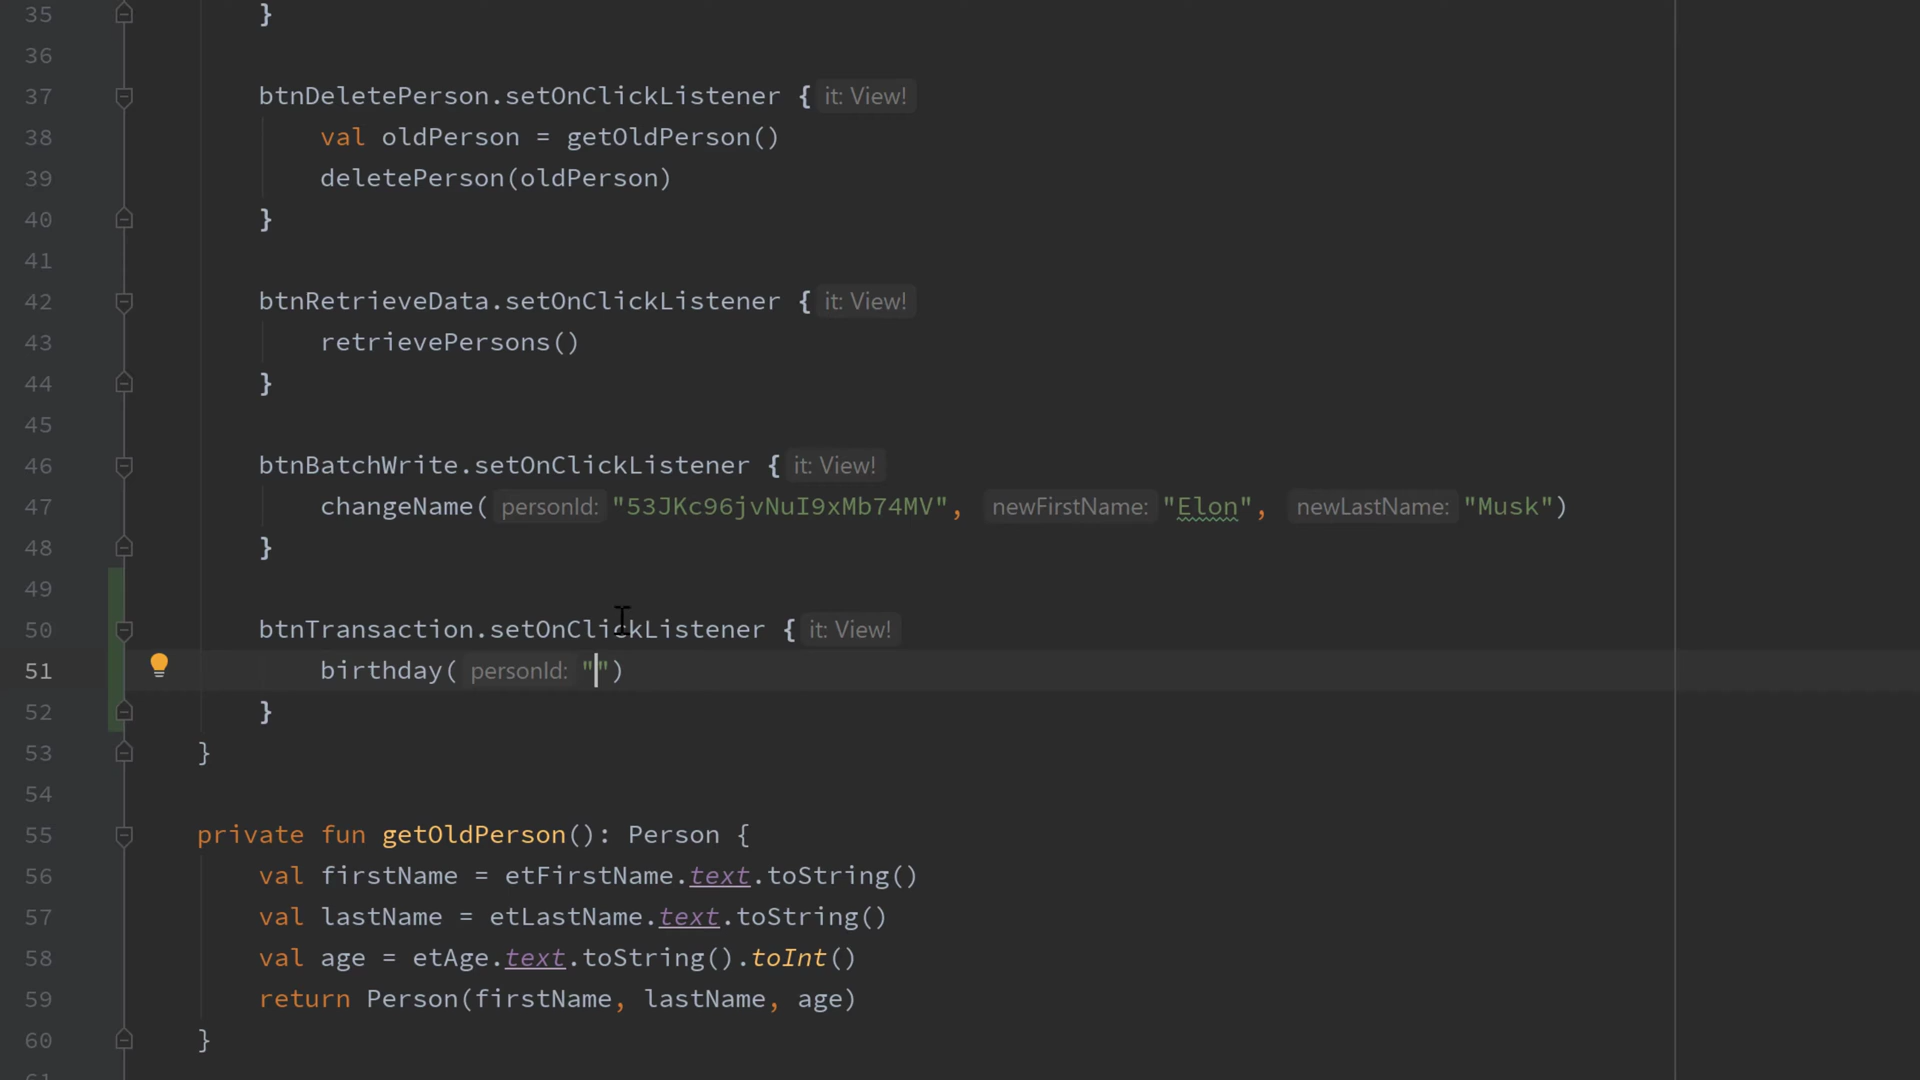 35 }
36
37 btnDeletePerson.setOnClickListener { it: View!
38 val oldPerson = getOldPerson()
39 deletePerson(oldPerson)
40 }
41
42 btnRetrieveData.setOnClickListener { it: View!
43 retrievePersons()
44 }
45
46 btnBatchWrite.setOnClickListener { it: View!
47 changeName( personId: "53JKc96jvNuI9xMb74MV", newFirstName: "Elon", newLastName: "Musk")
48 }
49
50 btnTransaction.setOnClickListener { it: View!
51 birthday( personId: "")
52 }
53 }
54
55 private fun getOldPerson(): Person {
56 val firstName = etFirstName.text.toString()
57 val lastName = etLastName.text.toString()
58 val age = etAge.text.toString().toInt()
59 return Person(firstName, lastName, age)
60 }
61